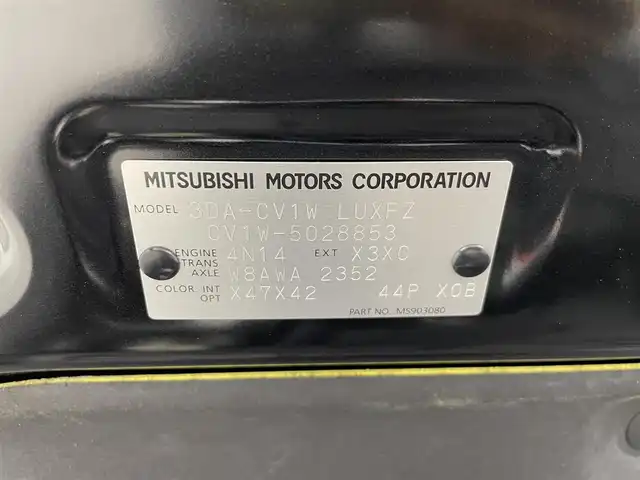 MITSUBISHI MOTORS CORPORATION
MODEL 3DA-CV1W LUXFZ
CV1W-5028853
ENGINE 4N14 EXT X3XC
TRANS AXLE W8AWA 2352
COLOR INT OPT X47X42 44P X0B
PART NO. MS903080